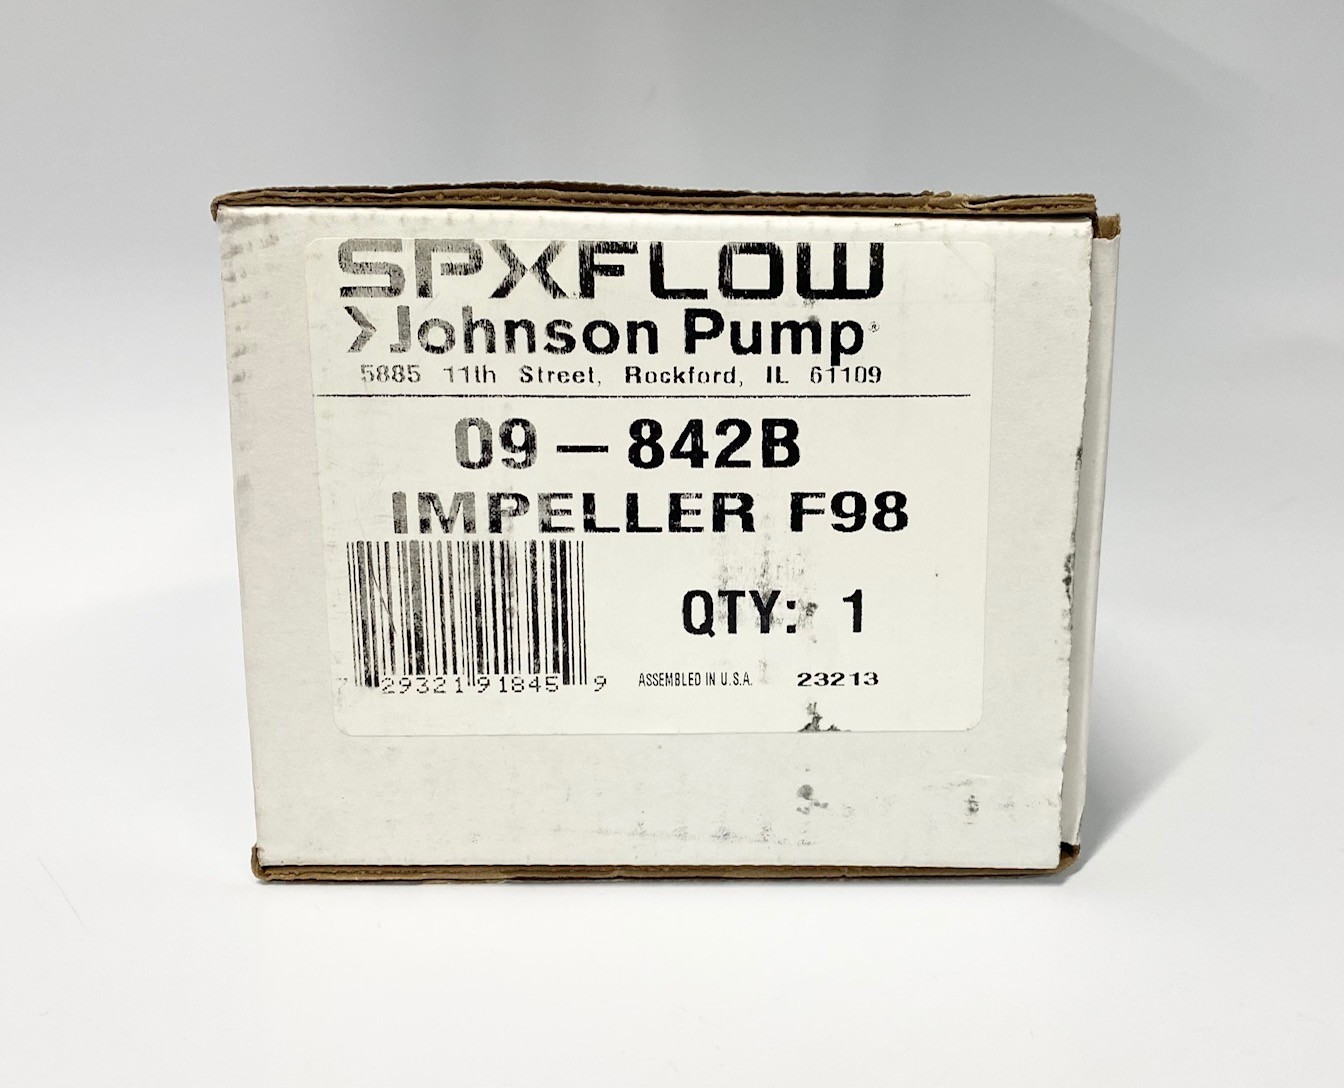 SPXFLOW
Johnson Pump®
5885 11th Street, Rockford, IL 61109
09-842B
IMPELLER F98
QTY: 1
7 29321 91845 9
ASSEMBLED IN U.S.A. 23213